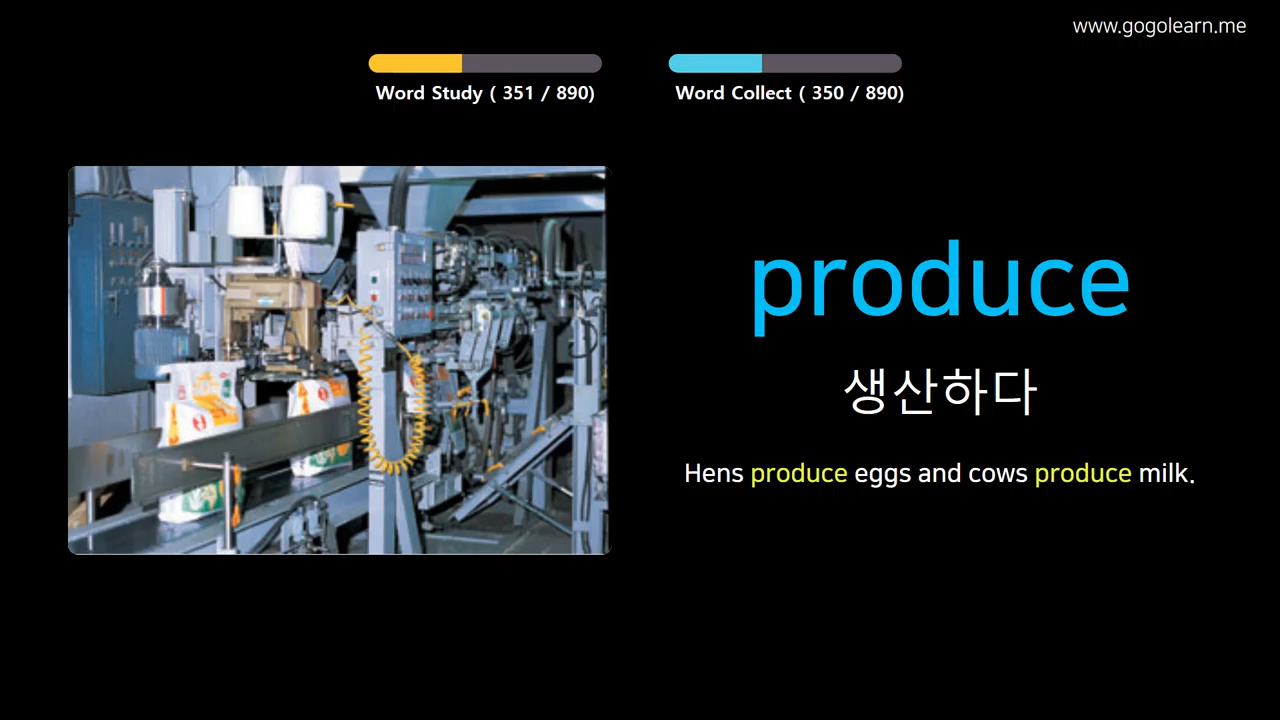 www.gogolearn.me
Word Study ( 351 / 890)
Word Collect ( 350 / 890)
produce
생산하다
Hens produce eggs and cows produce milk.